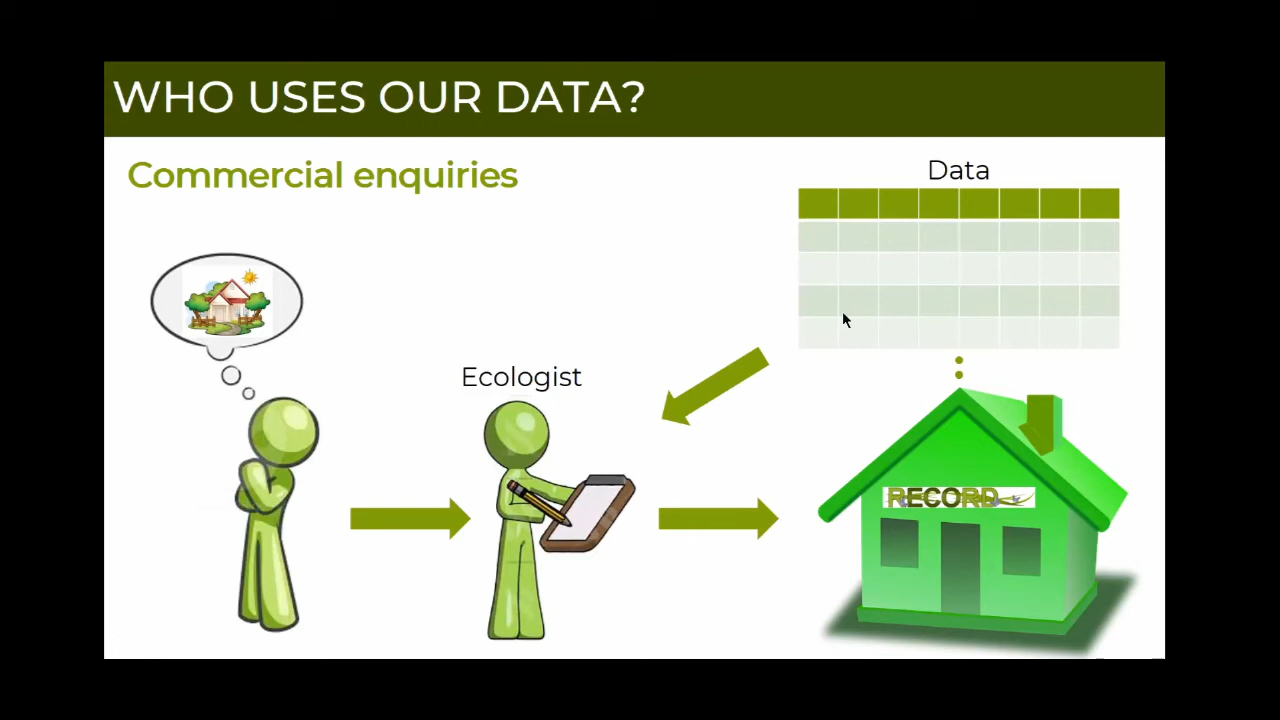 WHO USES OUR DATA?
Commercial enquiries
Data
Ecologist
RECORD